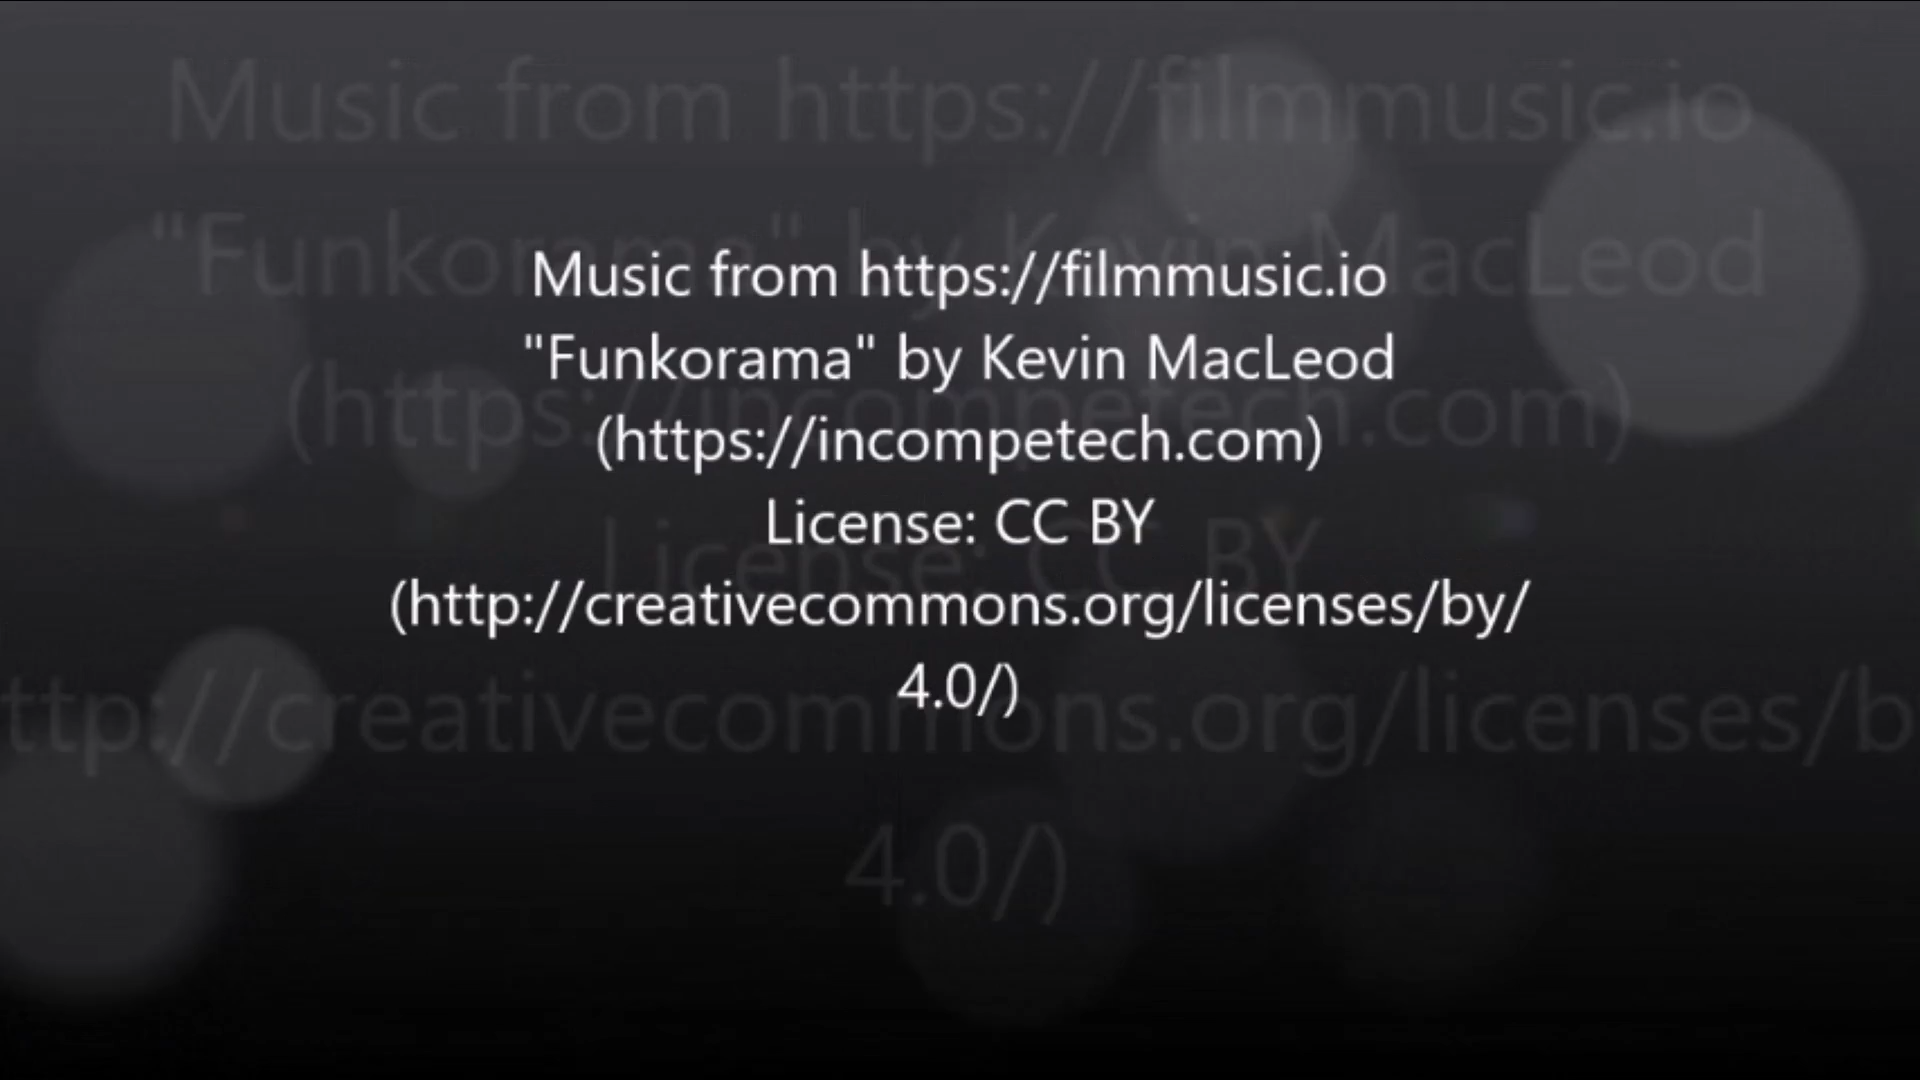 Music from https://filmmusic.io
"Funkorama" by Kevin MacLeod
(https://incompetech.com)
License: CC BY
(http://creativecommons.org/licenses/by/
4.0/)